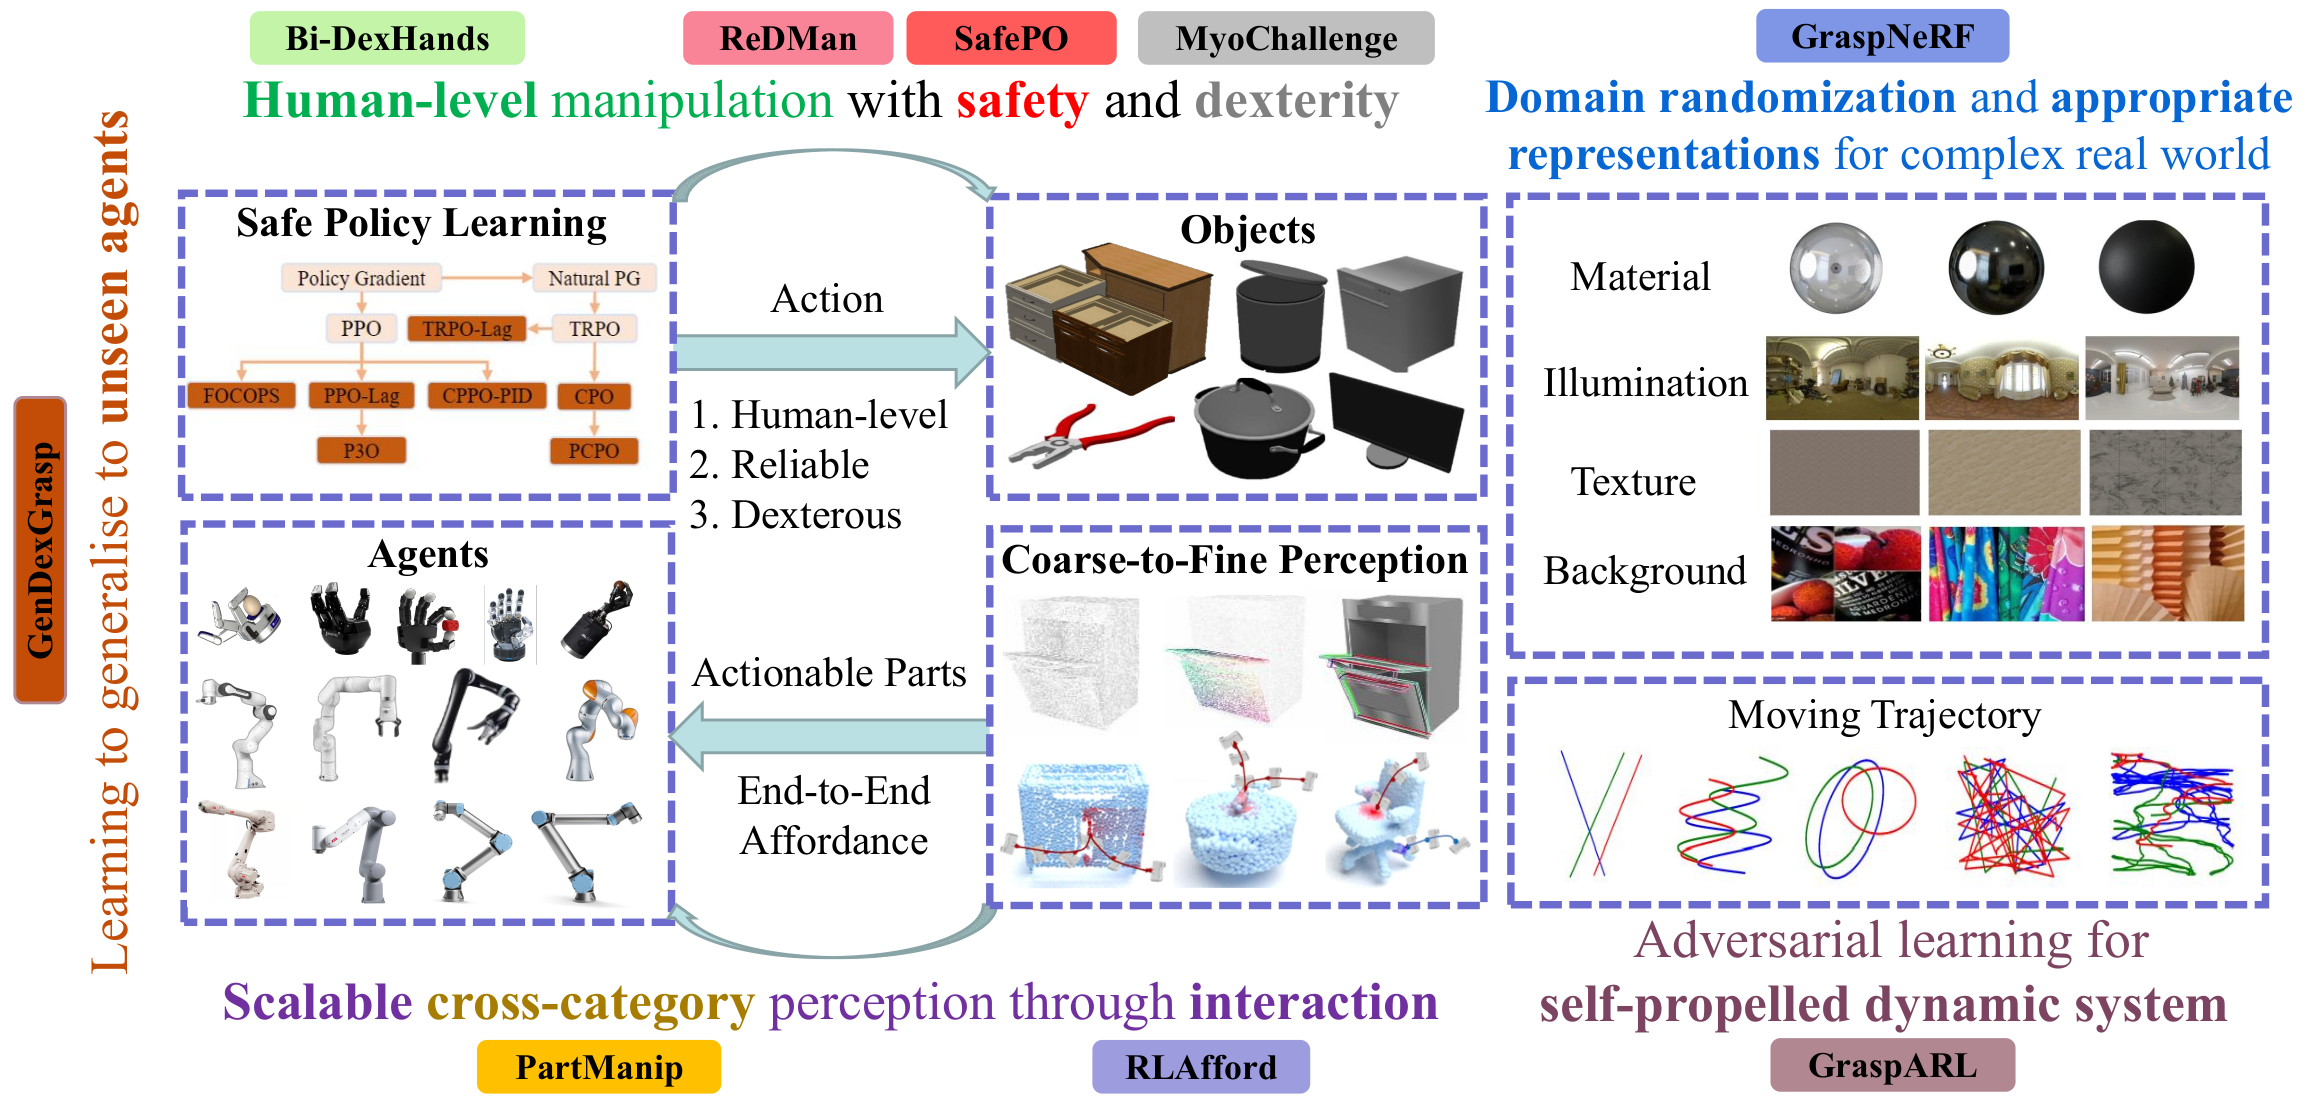 Bi-DexHands
ReDMan
SafePO
MyoChallenge
GraspNeRF
Human-level manipulation with safety and dexterity
Domain randomization and appropriate
representations for complex real world
GenDexGrasp
Learning to generalise to unseen agents
Safe Policy Learning
Policy Gradient
Natural PG
PPO
TRPO-Lag
TRPO
FOCOPS
PPO-Lag
CPPO-PID
CPO
P3O
PCPO
Action
1. Human-level
2. Reliable
3. Dexterous
Objects
Material
Illumination
Texture
Background
Agents
Actionable Parts
End-to-End
Affordance
Coarse-to-Fine Perception
Moving Trajectory
Adversarial learning for
self-propelled dynamic system
Scalable cross-category perception through interaction
PartManip
RLAfford
GraspARL